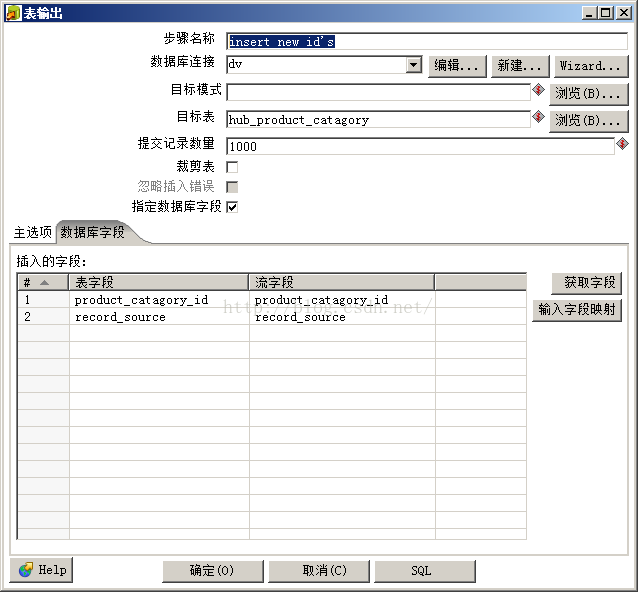 表输出
步骤名称 insert new id's
数据库连接 dv 编辑... 新建... Wizard...
目标模式 浏览(B)...
目标表 hub_product_catagory 浏览(B)...
提交记录数量 1000
裁剪表
忽略插入错误
指定数据库字段
主选项 数据库字段
插入的字段:
# 表字段 流字段 获取字段
1 product_catagory_id product_catagory_id
2 record_source record_source 输入字段映射
http://blog.csdn.net/
Help 确定(O) 取消(C) SQL